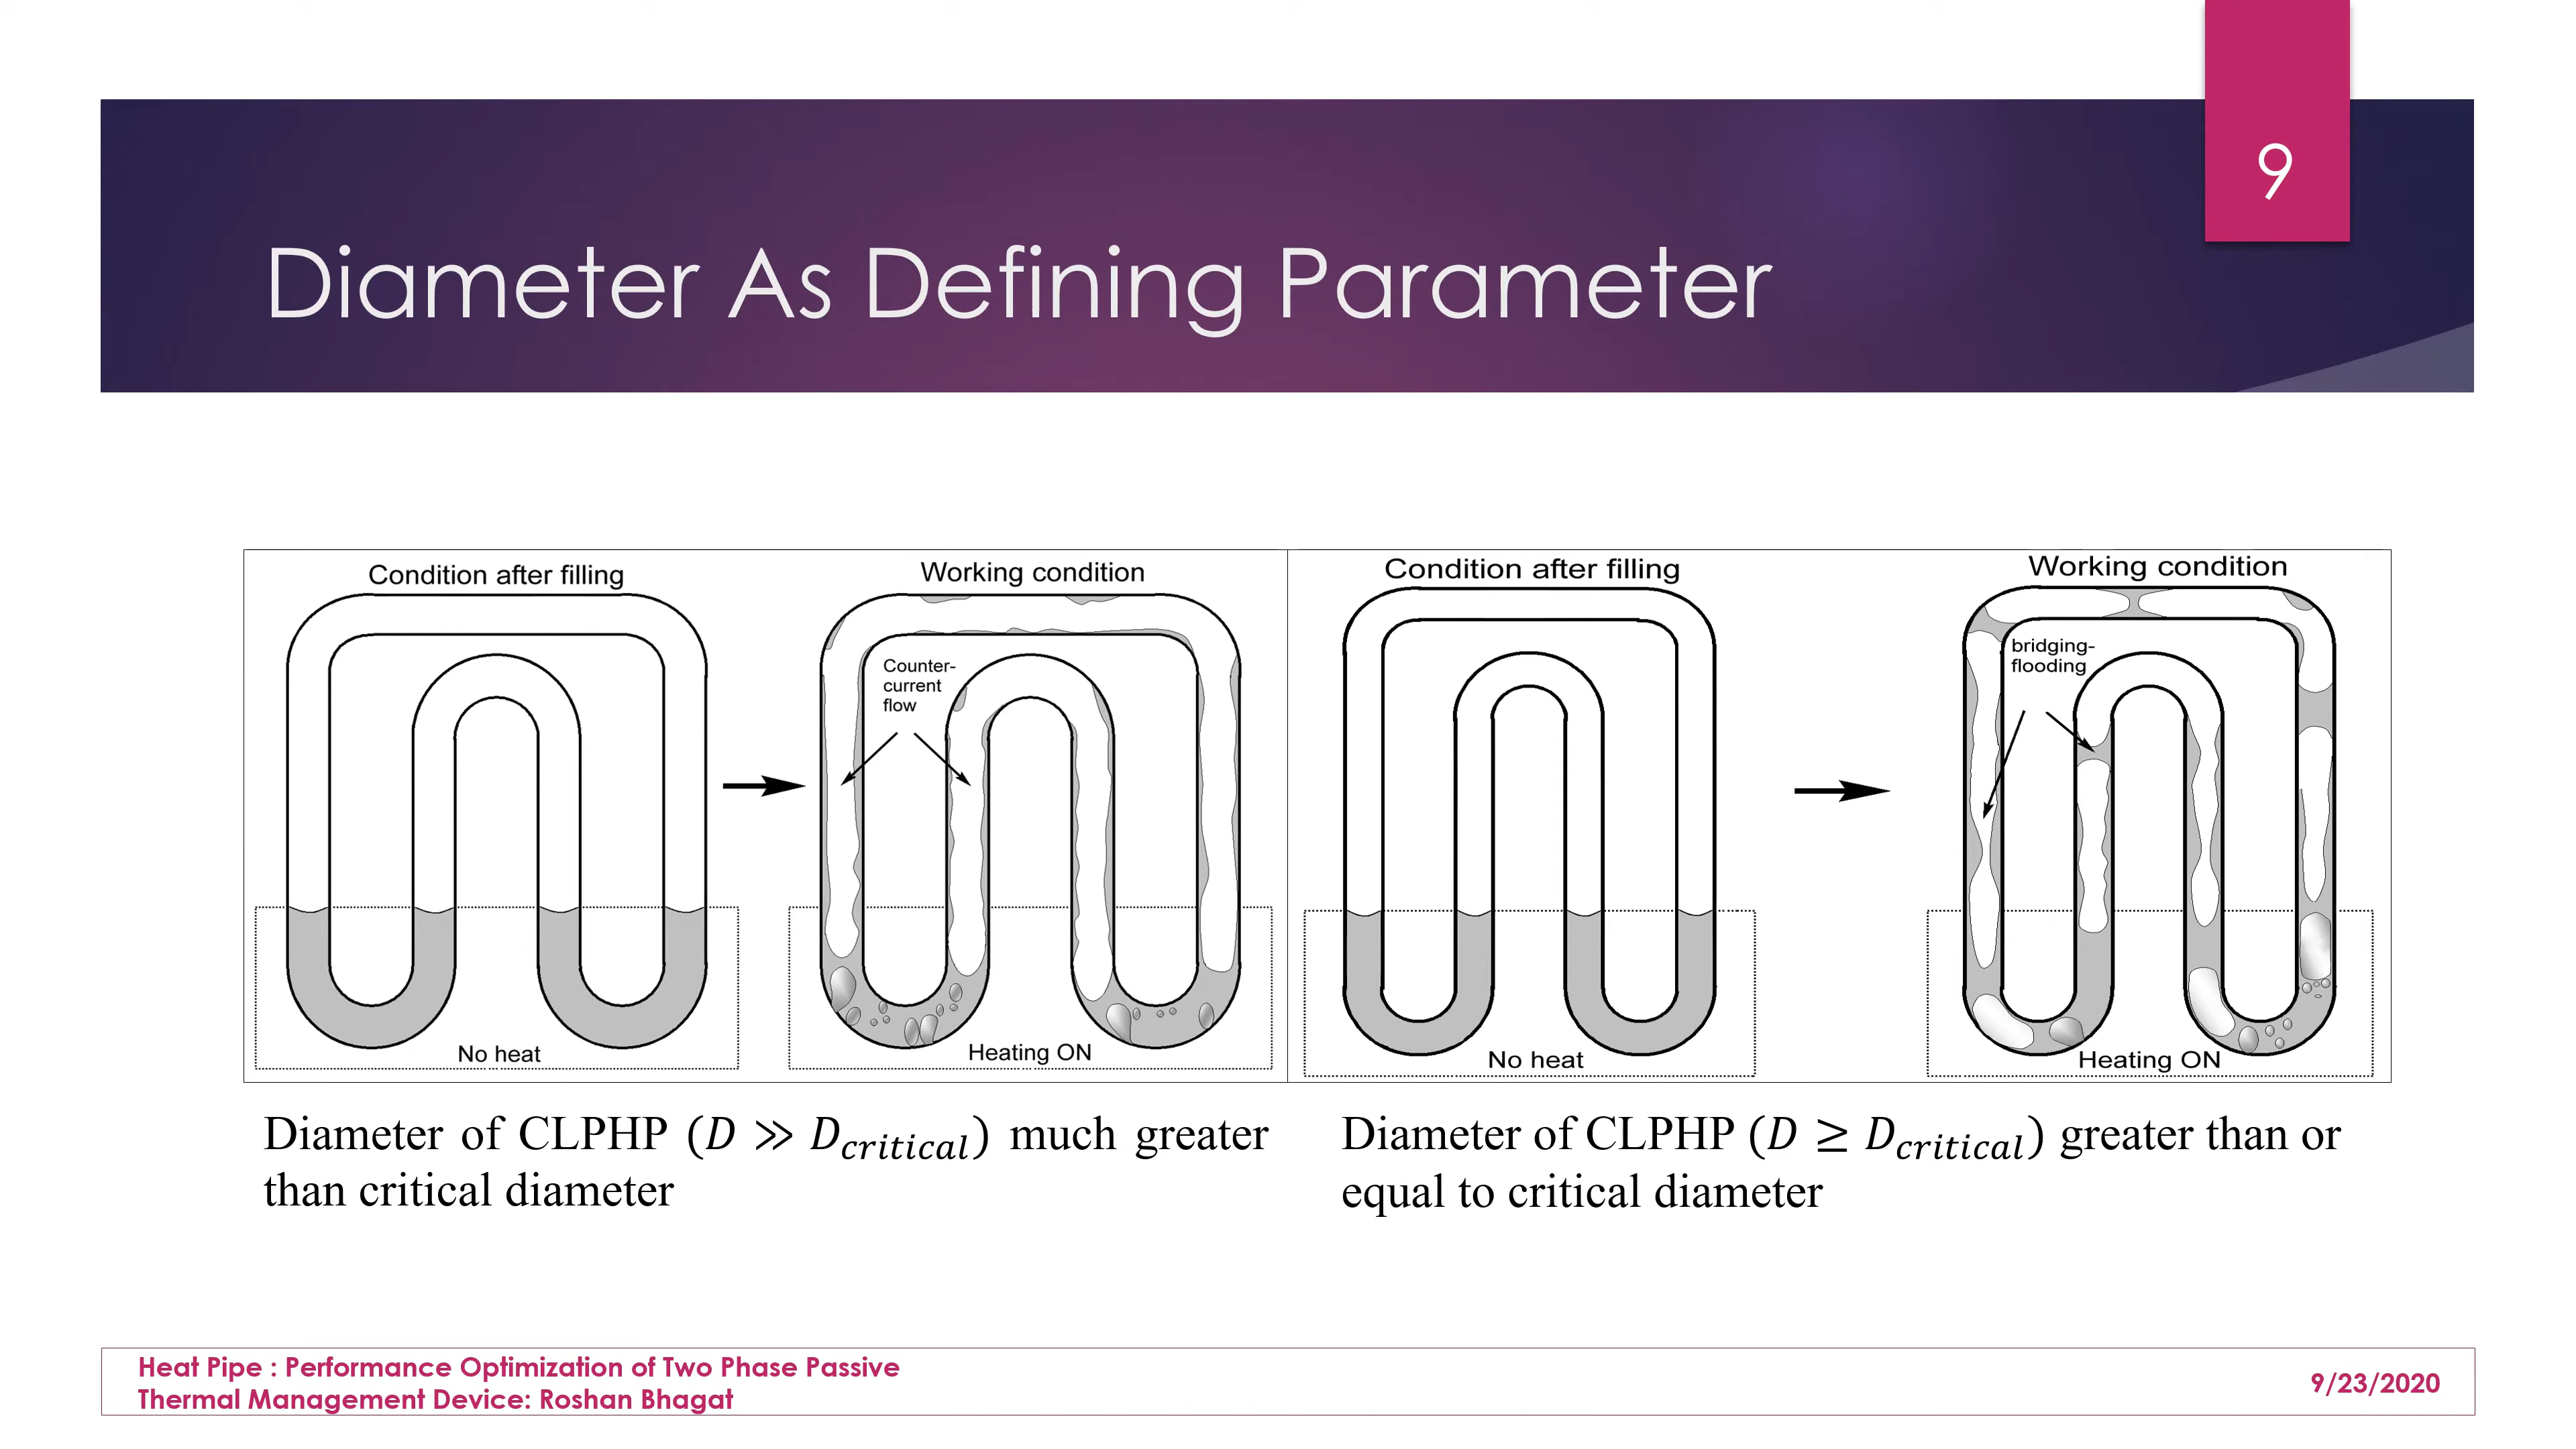 9
Diameter As Defining Parameter
Condition after filling
Working condition
Counter-
current
flow
No heat
Heating ON
Condition after filling
Working condition
bridging-
flooding
No heat
Heating ON
Diameter of CLPHP (𝐷 ≫ 𝐷𝑐𝑟𝑖𝑡𝑖𝑐𝑎𝑙) much greater
than critical diameter
Diameter of CLPHP (𝐷 ≥ 𝐷𝑐𝑟𝑖𝑡𝑖𝑐𝑎𝑙) greater than or
equal to critical diameter
Heat Pipe : Performance Optimization of Two Phase Passive
Thermal Management Device: Roshan Bhagat
9/23/2020